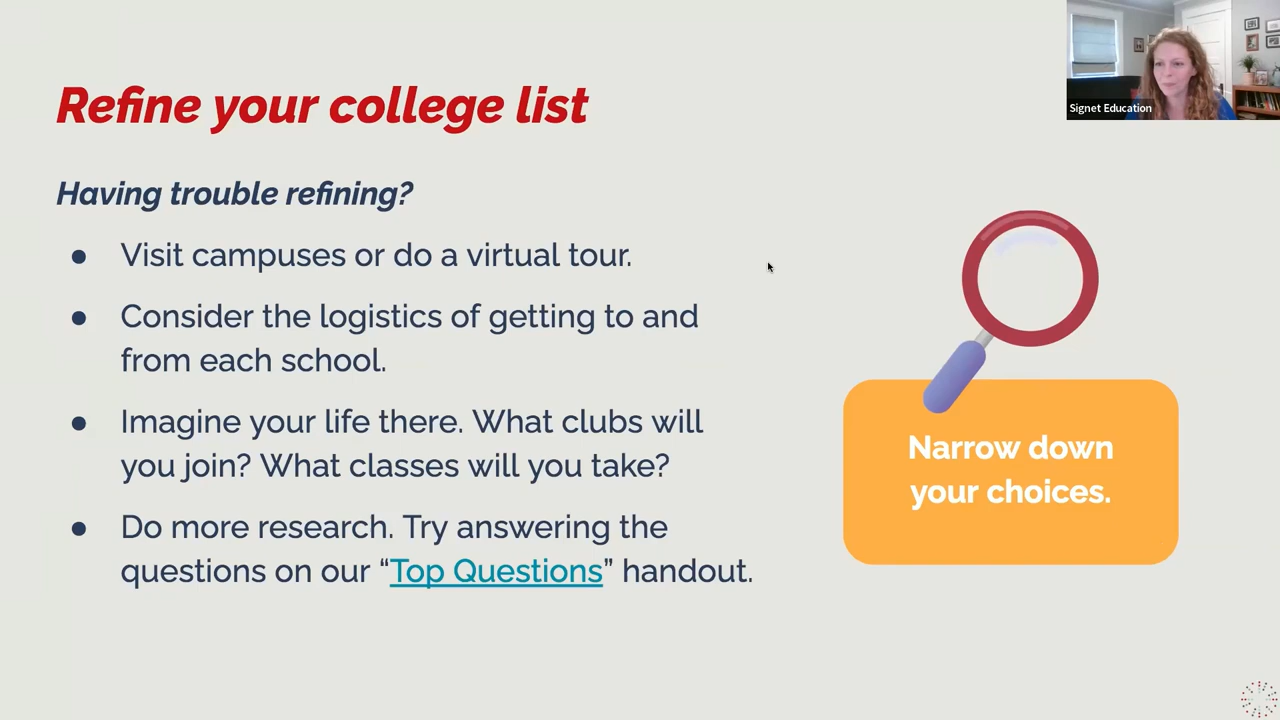 Signet Education
Refine your college list
Having trouble refining?
● Visit campuses or do a virtual tour.
● Consider the logistics of getting to and
from each school.
● Imagine your life there. What clubs will
you join? What classes will you take?
● Do more research. Try answering the
questions on our “Top Questions” handout.
Narrow down
your choices.